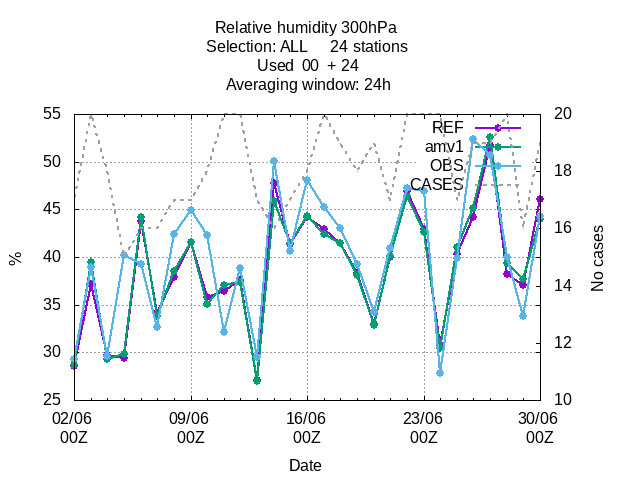 Relative humidity 300hPa
Selection: ALL     24 stations
Used  00  + 24
Averaging window: 24h
55
50
45
40
35
30
25
%
20
18
16
14
12
10
No cases
REF
amv1
OBS
CASES
02/06 09/06 16/06 23/06 30/06
00Z 00Z 00Z 00Z 00Z
Date